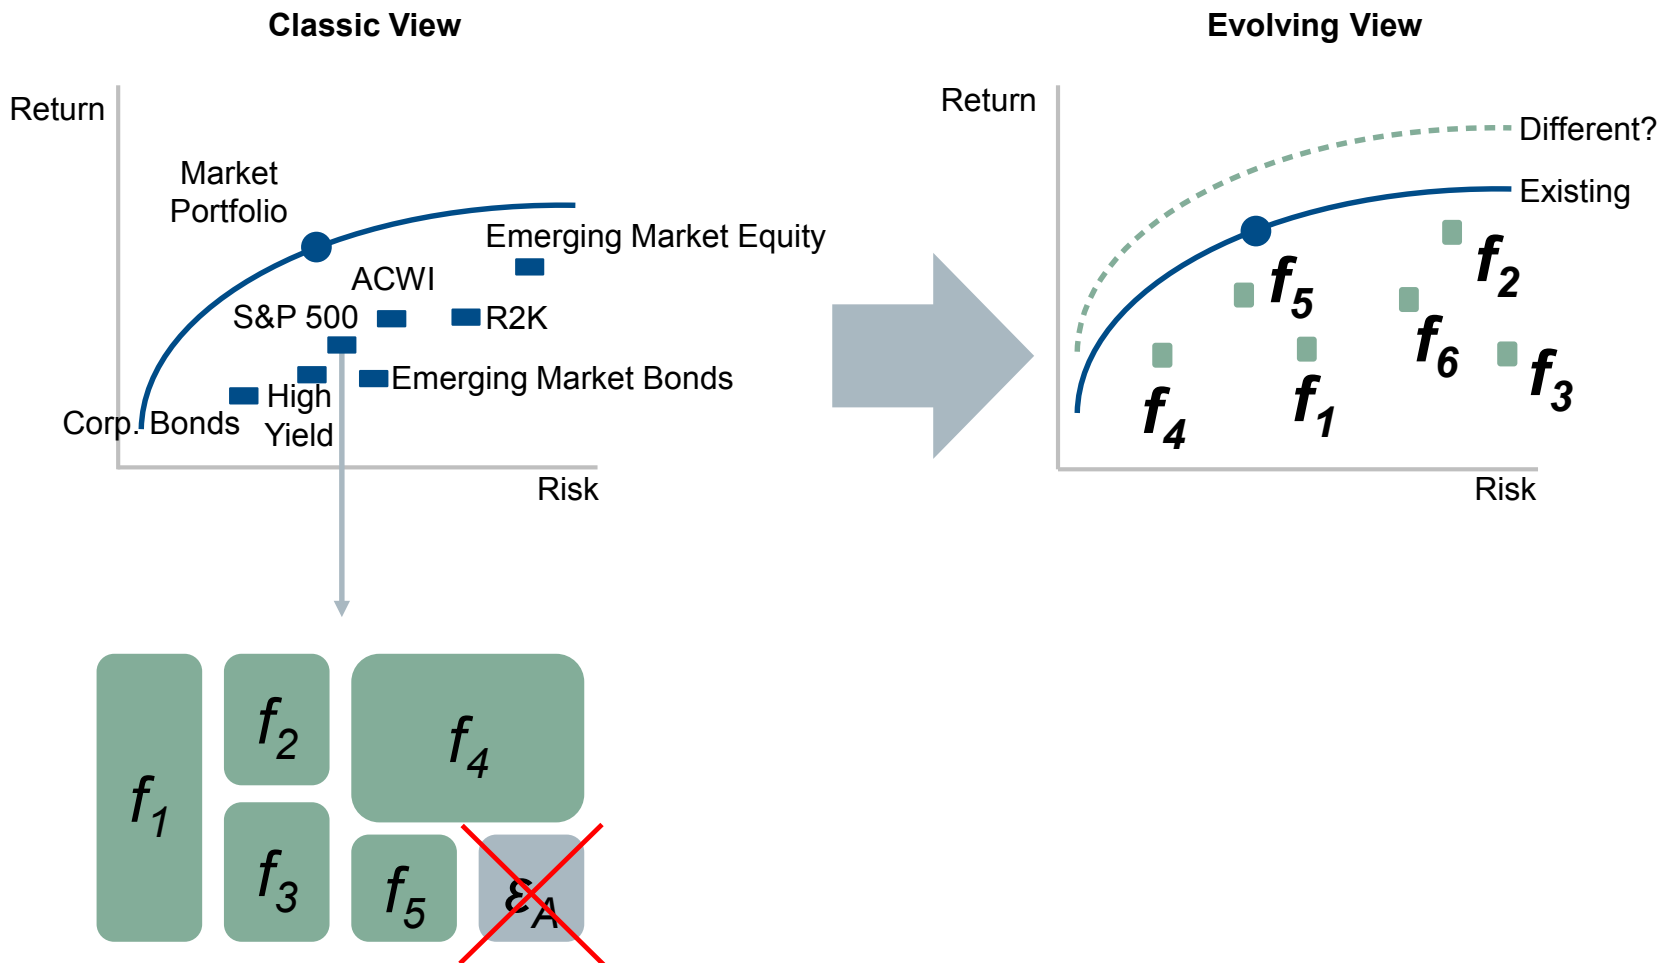 Classic View
Return
Market
Portfolio
Emerging Market Equity
ACWI
S&P 500
R2K
Emerging Market Bonds
High
Yield
Corp. Bonds
Risk
f1
f2
f3
f4
f5
εA
Evolving View
Return
Different?
Existing
f2
f5
f6
f3
f1
f4
Risk